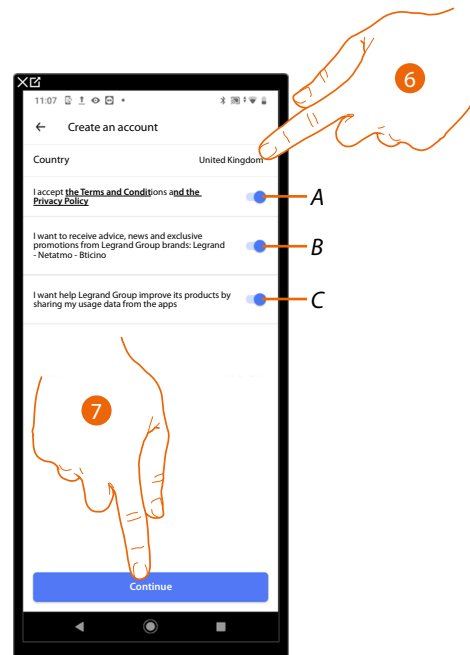 6
11:07
Create an account
Country United Kingdom
I accept the Terms and Conditions and the
Privacy Policy
A
I want to receive advice, news and exclusive
promotions from Legrand Group brands: Legrand
- Netatmo - Bticino
B
I want help Legrand Group improve its products by
sharing my usage data from the apps
C
7
Continue